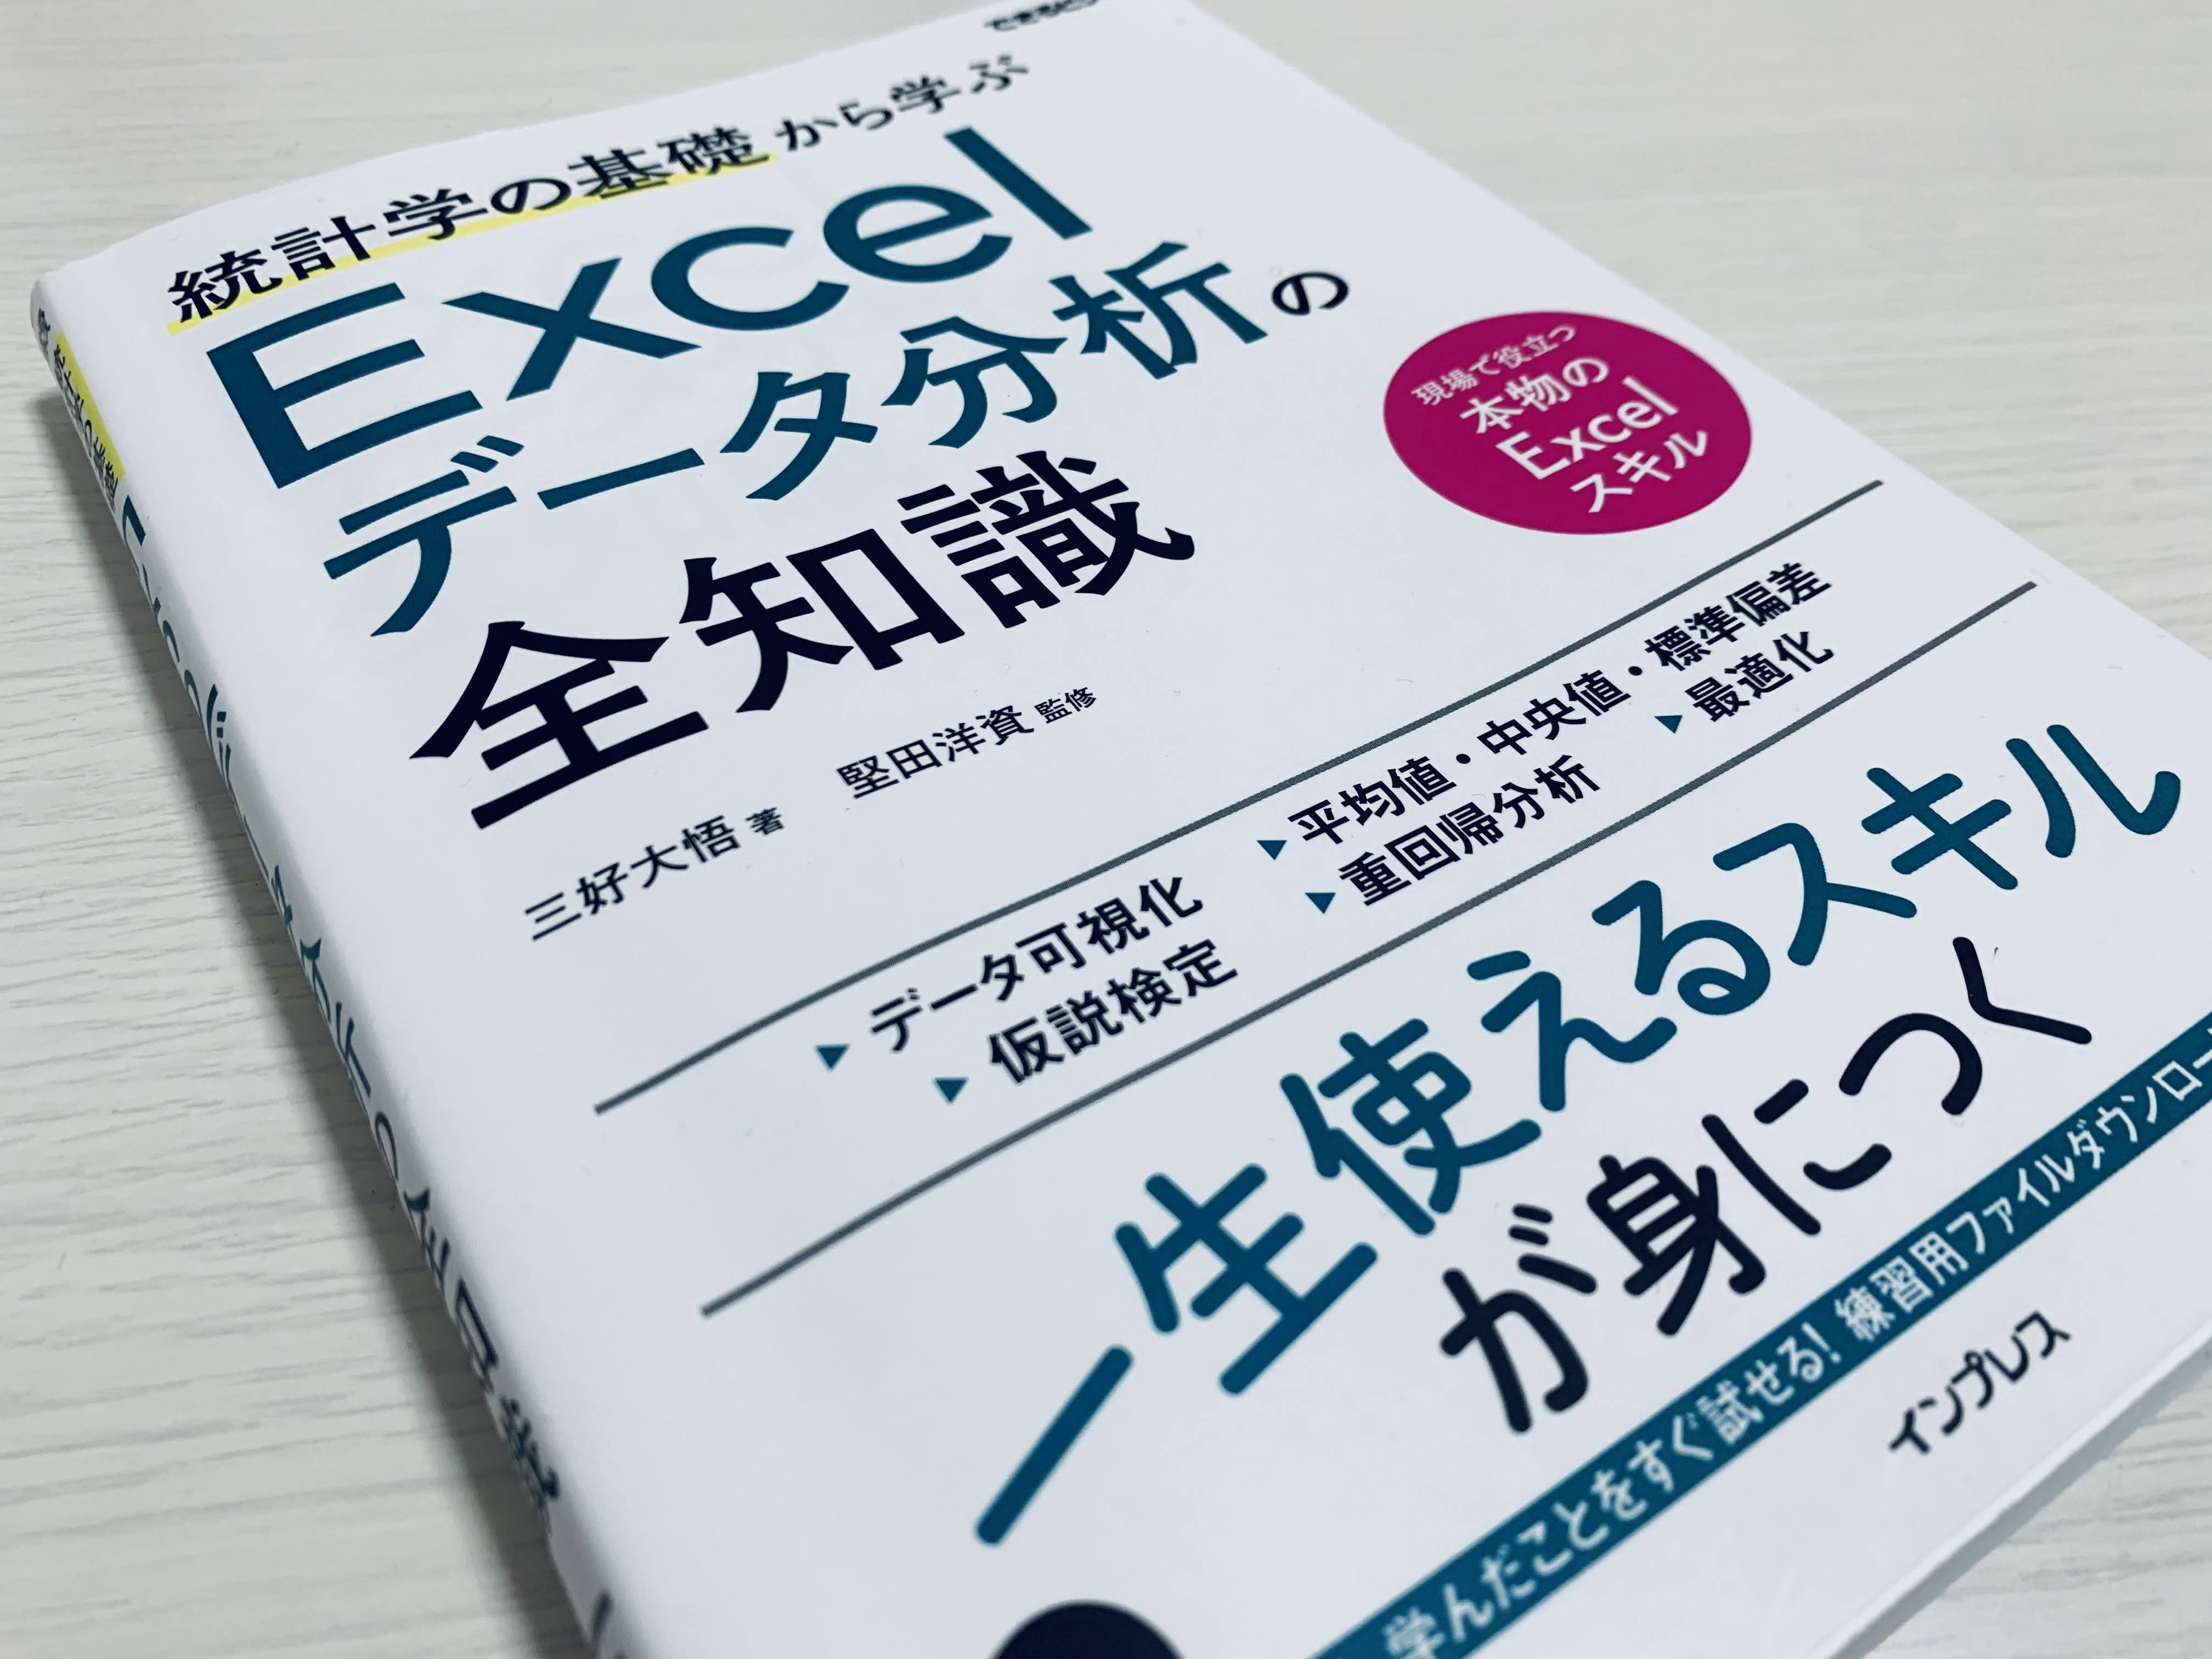 統計学の基礎から学ぶ
Excel
データ分析の
全知識
現場で役立つ
本物の
Excel
スキル
三好大悟 著 堅田洋資 監修
▶データ可視化 ▶平均値・中央値・標準偏差
▶仮説検定 ▶重回帰分析 ▶最適化
一生使えるスキル
が身につく
学んだことをすぐ試せる! 練習用ファイルダウンロー
インプレス